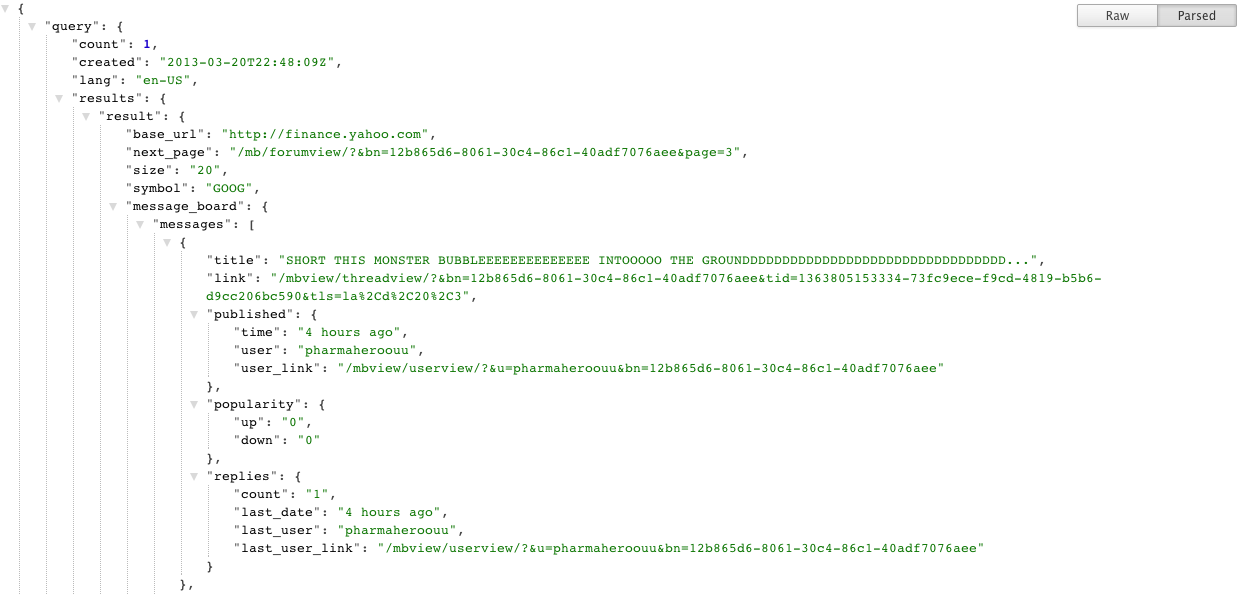 {
Raw Parsed
"query": {
"count": 1,
"created": "2013-03-20T22:48:09Z",
"lang": "en-US",
"results": {
"result": {
"base_url": "http://finance.yahoo.com",
"next_page": "/mb/forumview/?&bn=12b865d6-8061-30c4-86c1-40adf7076aee&page=3",
"size": "20",
"symbol": "GOOG",
"message_board": {
"messages": [
{
"title": "SHORT THIS MONSTER BUBBLEEEEEEEEEEEEEE INTOOOOO THE GROUNDDDDDDDDDDDDDDDDDDDDDDDDDDDDDDDDD...",
"link": "/mbview/threadview/?&bn=12b865d6-8061-30c4-86c1-40adf7076aee&tid=1363805153334-73fc9ece-f9cd-4819-b5b6-
d9cc206bc590&tls=la%2Cd%2C20%2C3",
"published": {
"time": "4 hours ago",
"user": "pharmaheroouu",
"user_link": "/mbview/userview/?&u=pharmaheroouu&bn=12b865d6-8061-30c4-86c1-40adf7076aee"
},
"popularity": {
"up": "0",
"down": "0"
},
"replies": {
"count": "1",
"last_date": "4 hours ago",
"last_user": "pharmaheroouu",
"last_user_link": "/mbview/userview/?&u=pharmaheroouu&bn=12b865d6-8061-30c4-86c1-40adf7076aee"
}
},